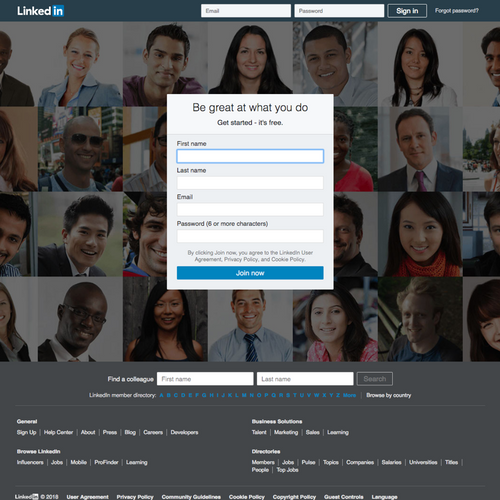 Linked in Email Password Sign in Forgot password?
Be great at what you do
Get started - it's free.
First name
Last name
Email
Password (6 or more characters)
By clicking Join now, you agree to the LinkedIn User
Agreement, Privacy Policy, and Cookie Policy.
Join now
Find a colleague First name Last name Search
LinkedIn member directory: A B C D E F G H I J K L M N O P Q R S T U V W X Y Z More | Browse by country
General
Sign Up | Help Center | About | Press | Blog | Careers | Developers
Business Solutions
Talent | Marketing | Sales | Learning
Browse LinkedIn
Influencers | Jobs | Mobile | ProFinder | Learning
Directories
Members | Jobs | Pulse | Topics | Companies | Salaries | Universities | Titles |
People | Top Jobs
Linked in © 2018 User Agreement Privacy Policy Community Guidelines Cookie Policy Copyright Policy Guest Controls Language